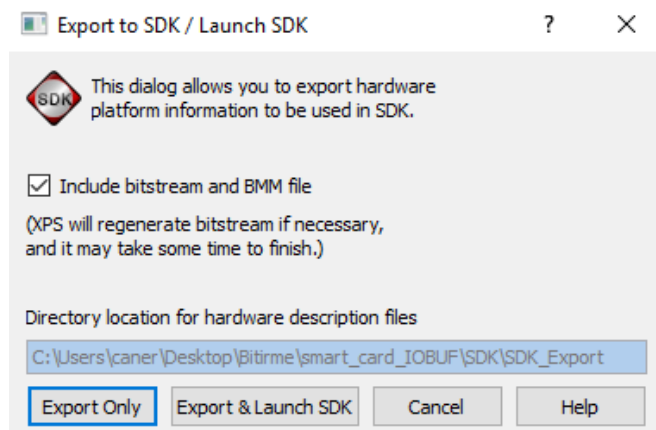 Export to SDK / Launch SDK
?
SDK
This dialog allows you to export hardware
platform information to be used in SDK.
Include bitstream and BMM file
(XPS will regenerate bitstream if necessary,
and it may take some time to finish.)
Directory location for hardware description files
C:\Users\caner\Desktop\Bitirme\smart_card_IOBUF\SDK\SDK_Export
Export Only
Export & Launch SDK
Cancel
Help